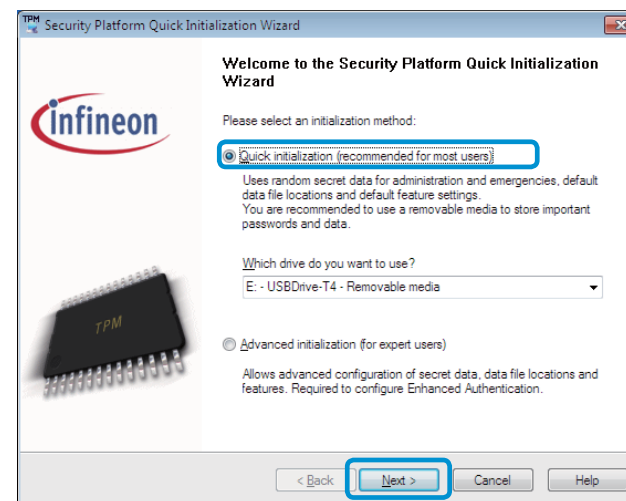 TPM
Security Platform Quick Initialization Wizard
Welcome to the Security Platform Quick Initialization
Wizard
infineon
Please select an initialization method:
Quick initialization (recommended for most users)
Uses random secret data for administration and emergencies, default
data file locations and default feature settings.
You are recommended to use a removable media to store important
passwords and data.
Which drive do you want to use?
E: - USBDrive-T4 - Removable media
TPM
Advanced initialization (for expert users)
Allows advanced configuration of secret data, data file locations and
features. Required to configure Enhanced Authentication.
< Back
Next >
Cancel
Help